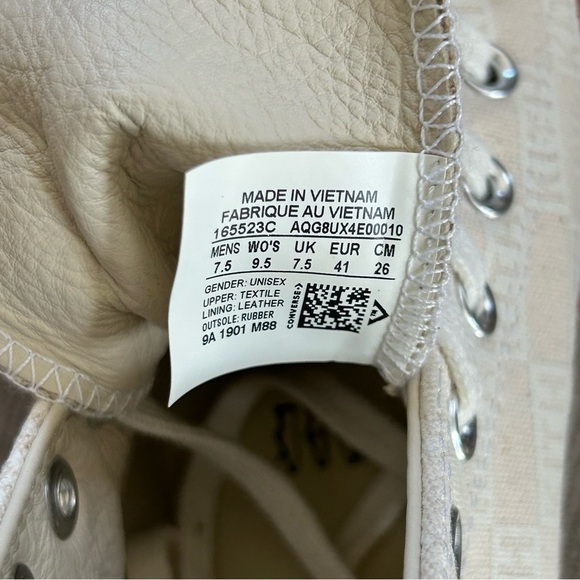 MADE IN VIETNAM
FABRIQUE AU VIETNAM
165523C AQG8UX4E00010
MENS WO'S UK EUR CM
7.5 9.5 7.5 41 26
GENDER: UNISEX
UPPER: TEXTILE
LINING: LEATHER
OUTSOLE: RUBBER
9A 1901 M88
CONVERSE